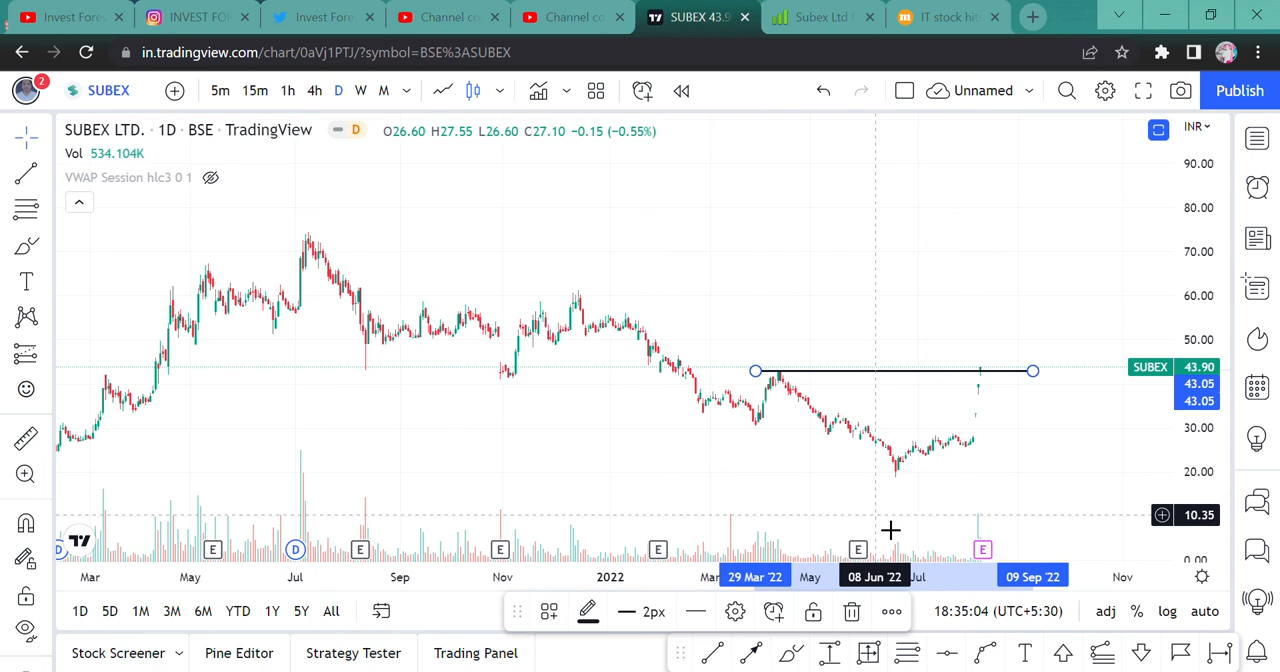 Invest Fore
INVEST FOR
Invest Fore
Channel co
Channel co
SUBEX 43.9
Subex Ltd
IT stock hits
in.tradingview.com/chart/0aVj1PTJ/?symbol=BSE%3ASUBEX
2
SUBEX
5m 15m 1h 4h D W M
Unnamed
Publish
SUBEX LTD. · 1D · BSE · TradingView
D
O26.60 H27.55 L26.60 C27.10 −0.15 (−0.55%)
INR
Vol 534.104K
VWAP Session hlc3 0 1
90.00
80.00
70.00
60.00
50.00
SUBEX 43.90
43.05
43.05
30.00
20.00
10.35
0.00
D E D E E E E E
Mar May Jul Sep Nov 2022 Mar 29 Mar '22 May 08 Jun '22 Jul 09 Sep '22 Nov
1D 5D 1M 3M 6M YTD 1Y 5Y All
2px
18:35:04 (UTC+5:30)
adj % log auto
Stock Screener
Pine Editor
Strategy Tester
Trading Panel